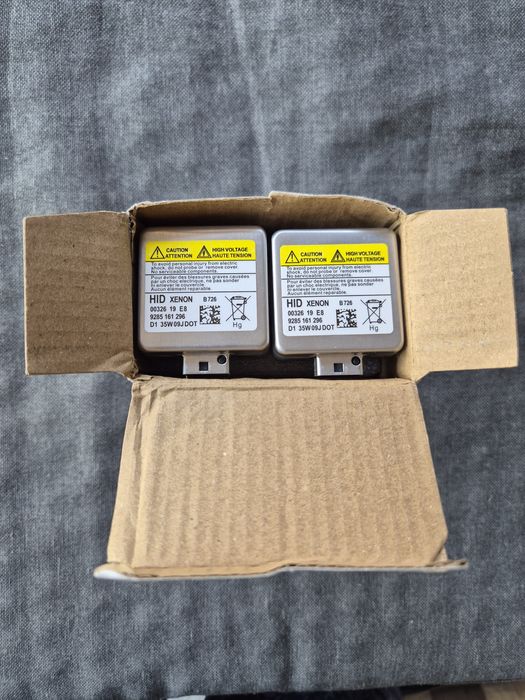 CAUTION
ATTENTION
HIGH VOLTAGE
HAUTE TENSION
To avoid personal injury from electric
shock, do not probe or remove cover.
No serviceable components.
Pour éviter des blessures graves causées
par un choc électrique, ne pas sonder
ni enlever le couvercle.
Aucun élément réparable.
HID XENON B726
00326 19 E8
9285 161 296
D1 35W 09J DOT
Hg
CAUTION
ATTENTION
HIGH VOLTAGE
HAUTE TENSION
To avoid personal injury from electric
shock, do not probe or remove cover.
No serviceable components.
Pour éviter des blessures graves causées
par un choc électrique, ne pas sonder
ni enlever le couvercle.
Aucun élément réparable.
HID XENON B726
00326 19 E8
9285 161 296
D1 35W 09J DOT
Hg